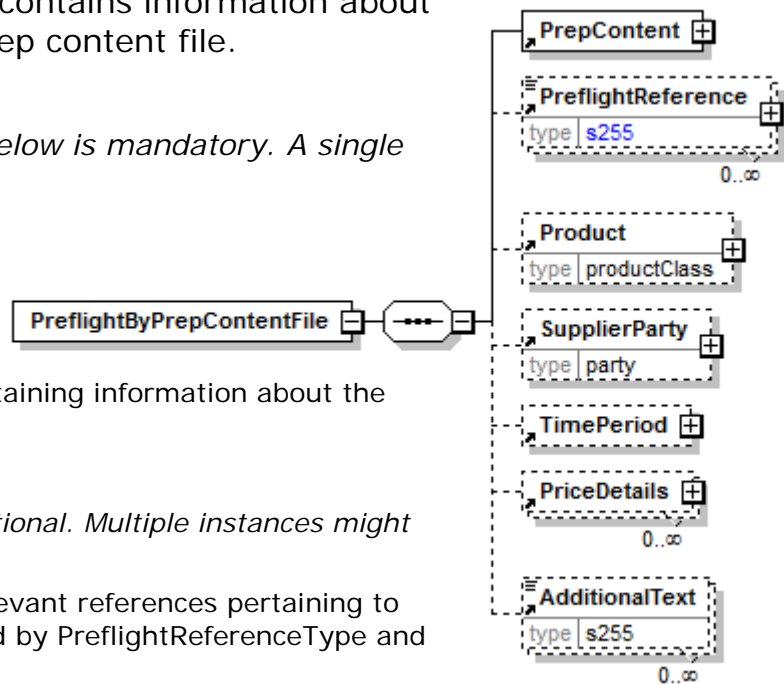 contains information about
ep content file.
elow is mandatory. A single
taining information about the
tional. Multiple instances might
evant references pertaining to
d by PreflightReferenceType and
PreflightByPrepContentFile
PrepContent
PreflightReference
type s255
0..∞
Product
type productClass
SupplierParty
type party
TimePeriod
PriceDetails
0..∞
AdditionalText
type s255
0..∞